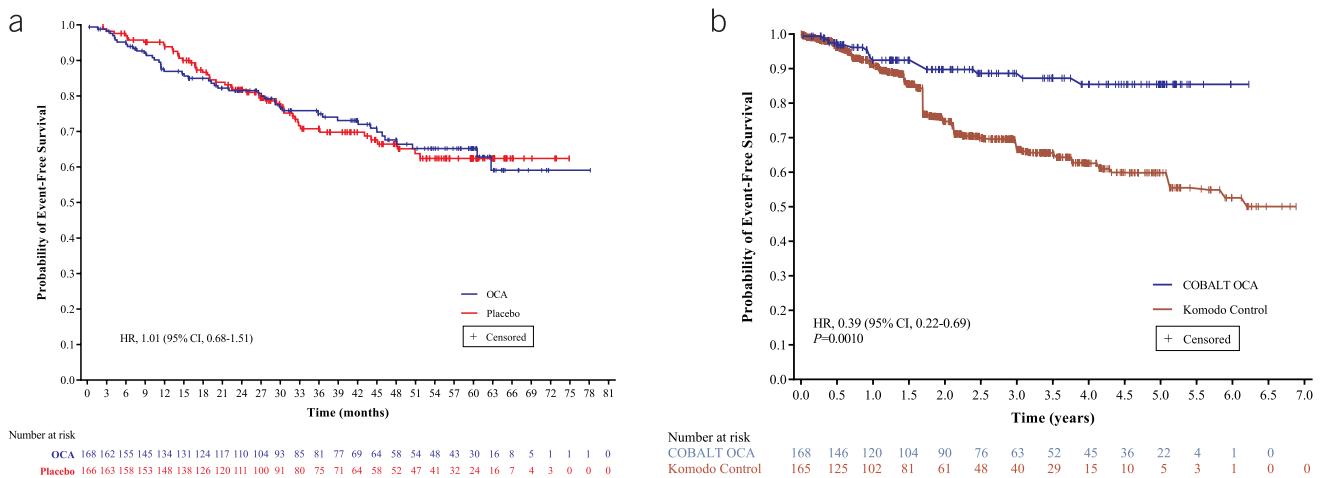 a
1.0
0.9
0.8
0.7
0.6
0.5
0.4
0.3
0.2
0.1
0.0
Probability of Event-Free Survival
OCA
Placebo
+ Censored
HR, 1.01 (95% CI, 0.68-1.51)
0 3 6 9 12 15 18 21 24 27 30 33 36 39 42 45 48 51 54 57 60 63 66 69 72 75 78 81
Time (months)
Number at risk
OCA 168 162 155 145 134 131 124 117 110 104 93 85 81 77 69 64 58 54 48 43 30 16 8 5 1 1 1 0
Placebo 166 163 158 153 148 138 126 120 111 100 91 80 75 71 64 58 52 47 41 32 24 16 7 4 3 0 0 0
b
1.0
0.9
0.8
0.7
0.6
0.5
0.4
0.3
0.2
0.1
0.0
Probability of Event-Free Survival
COBALT OCA
Komodo Control
+ Censored
HR, 0.39 (95% CI, 0.22-0.69)
P=0.0010
0.0 0.5 1.0 1.5 2.0 2.5 3.0 3.5 4.0 4.5 5.0 5.5 6.0 6.5 7.0
Time (years)
Number at risk
COBALT OCA 168 146 120 104 90 76 63 52 45 36 22 4 1 0
Komodo Control 165 125 102 81 61 48 40 29 15 10 5 3 1 0 0